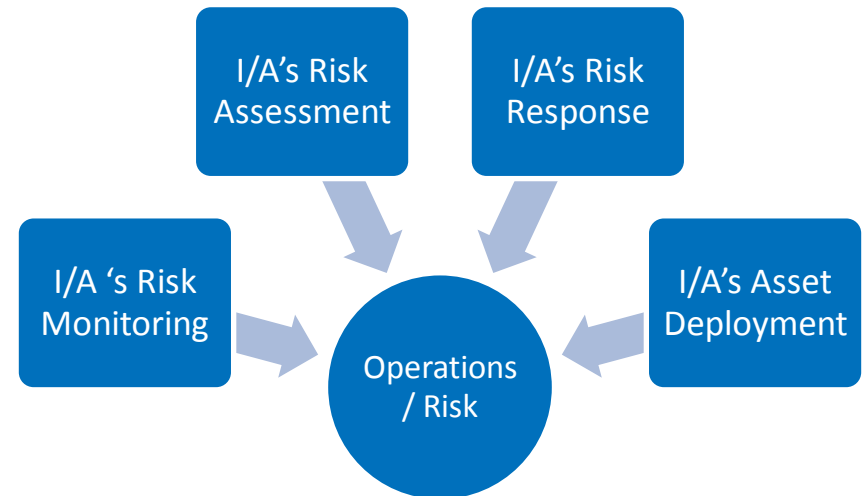 I/A's Risk
Assessment
I/A's Risk
Response
I/A 's Risk
Monitoring
I/A's Asset
Deployment
Operations
/ Risk